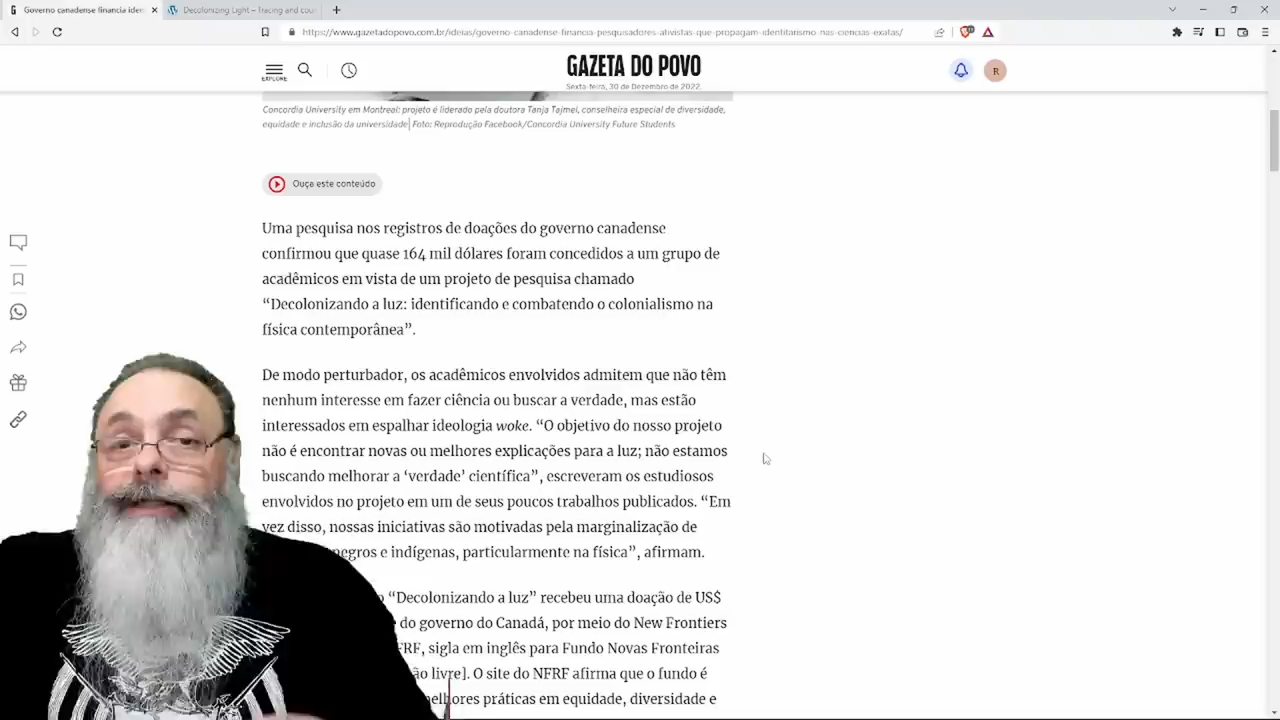 Governo canadense financia iden
Decolonizing Light – Tracing and cou
https://www.gazetadopovo.com.br/ideias/governo-canadense-financia-pesquisadores-ativistas-que-propagam-identitarismo-nas-ciencias-exatas/
EXPLORE
GAZETA DO POVO
R
Sexta-feira, 30 de Dezembro de 2022.
Concordia University em Montreal: projeto é liderado pela doutora Tanja Tajmel, conselheira especial de diversidade,
equidade e inclusão da universidade| Foto: Reprodução Facebook/Concordia University Future Students
Ouça este conteúdo
Uma pesquisa nos registros de doações do governo canadense
confirmou que quase 164 mil dólares foram concedidos a um grupo de
acadêmicos em vista de um projeto de pesquisa chamado
“Decolonizando a luz: identificando e combatendo o colonialismo na
física contemporânea”.
De modo perturbador, os acadêmicos envolvidos admitem que não têm
nenhum interesse em fazer ciência ou buscar a verdade, mas estão
interessados em espalhar ideologia woke. “O objetivo do nosso projeto
não é encontrar novas ou melhores explicações para a luz; não estamos
buscando melhorar a ‘verdade’ científica”, escreveram os estudiosos
envolvidos no projeto em um de seus poucos trabalhos publicados. “Em
vez disso, nossas iniciativas são motivadas pela marginalização de
negros e indígenas, particularmente na física”, afirmam.
“Decolonizando a luz” recebeu uma doação de US$
do governo do Canadá, por meio do New Frontiers
sigla em inglês para Fundo Novas Fronteiras
livre]. O site do NFRF afirma que o fundo é
práticas em equidade, diversidade e